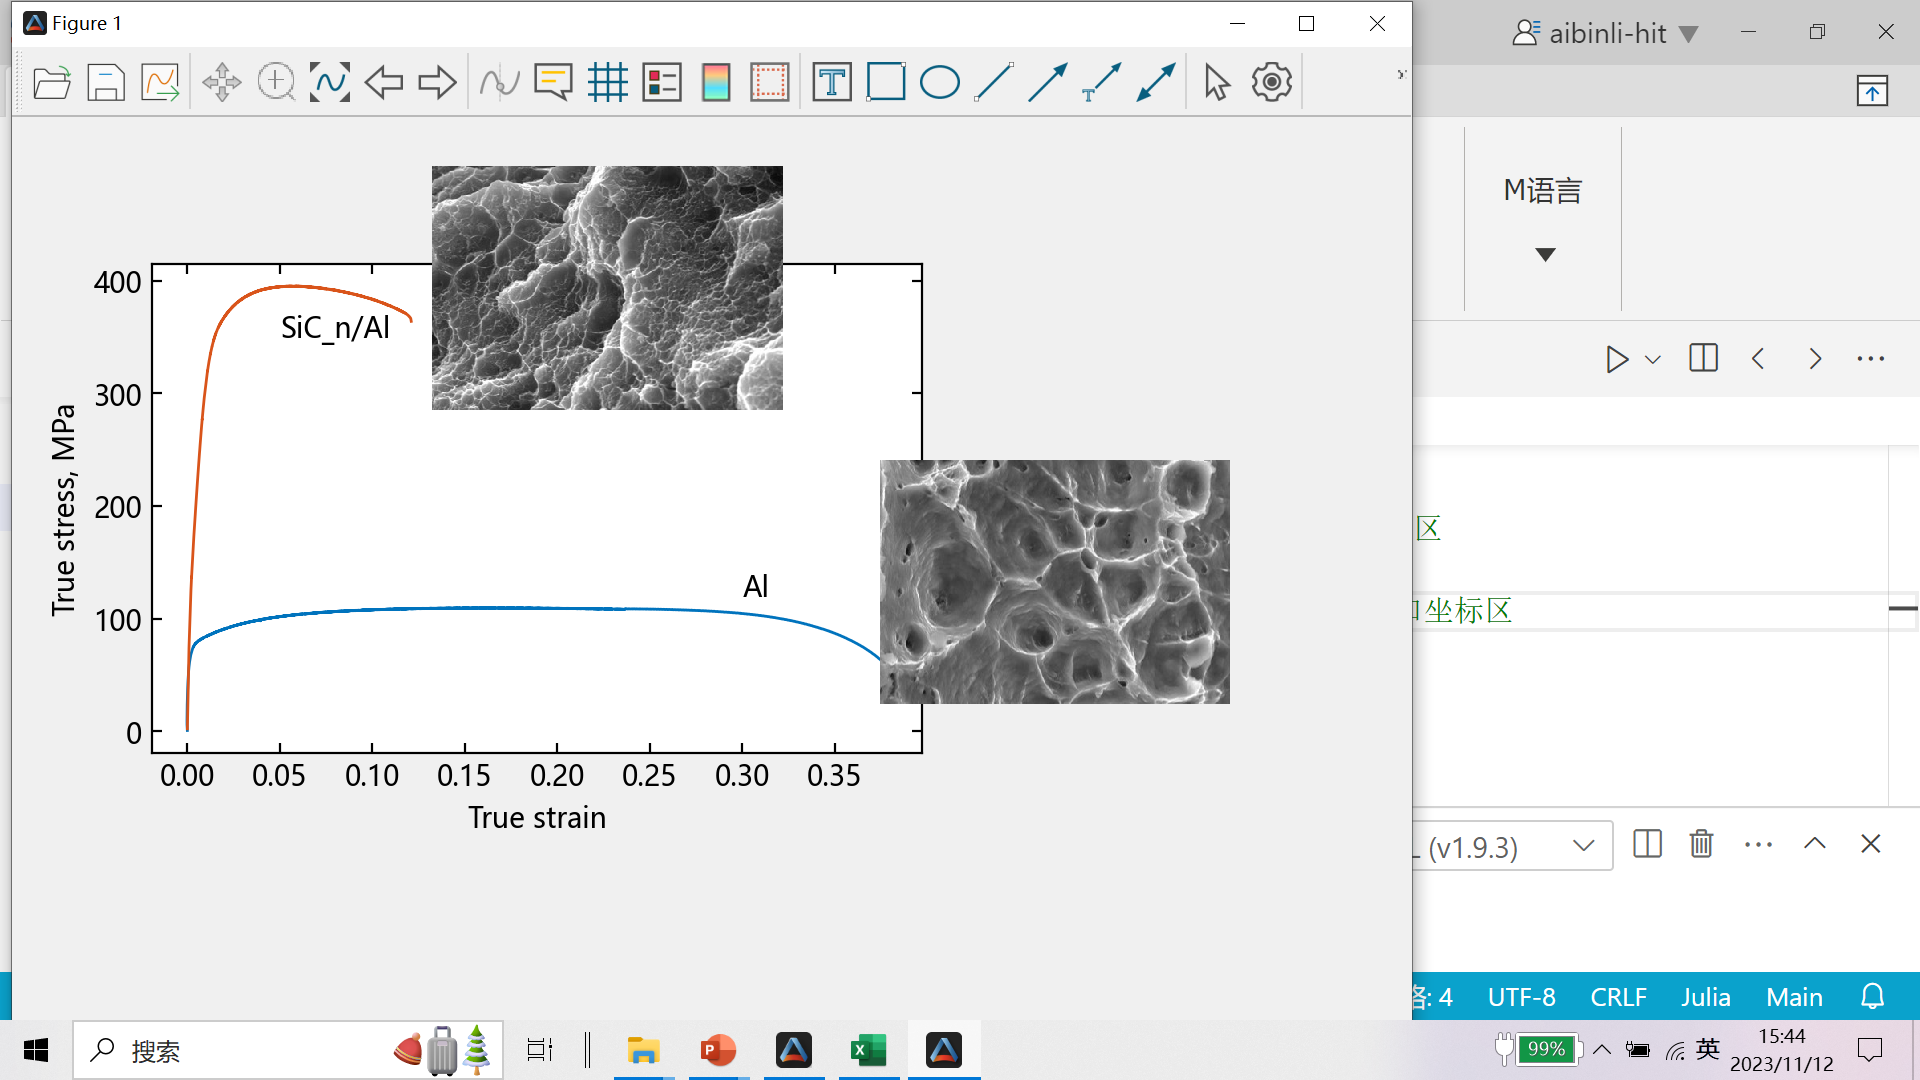 Figure 1
aibinli-hit
M语言
400
300
200
100
0
True stress, MPa
SiC_n/Al
Al
0.00 0.05 0.10 0.15 0.20 0.25 0.30 0.35
True strain
区
坐标区
(v1.9.3)
: 4 UTF-8 CRLF Julia Main
搜索
99%
英
15:44
2023/11/12